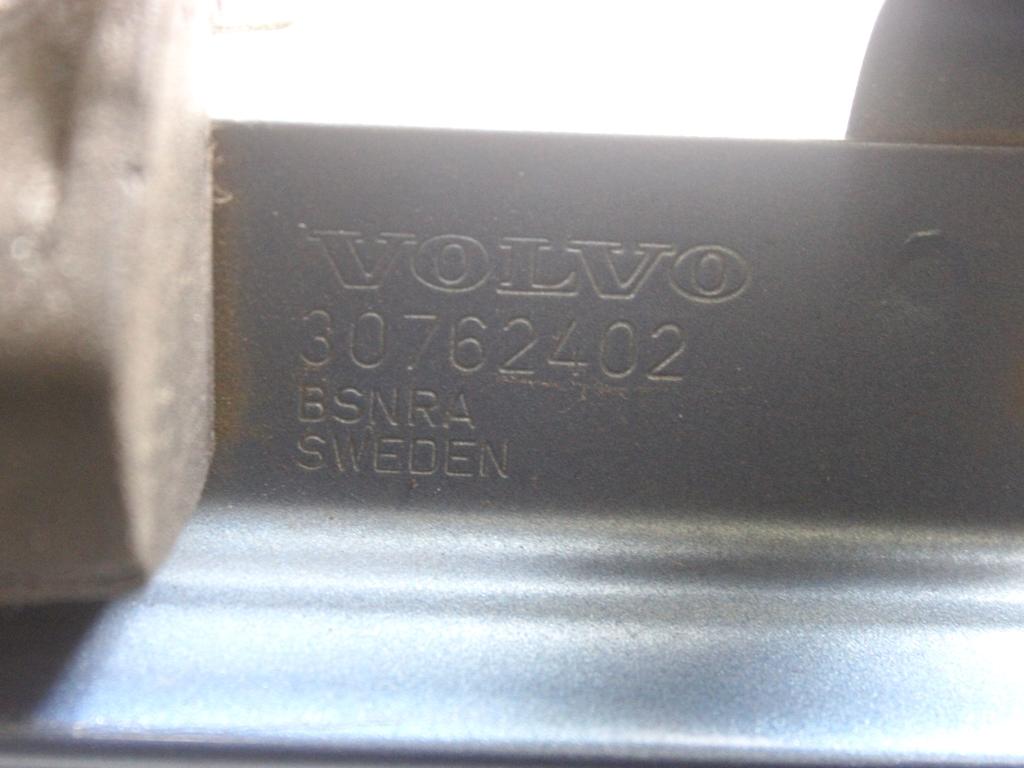 VOLVO
30762402
BSNRA
SWEDEN